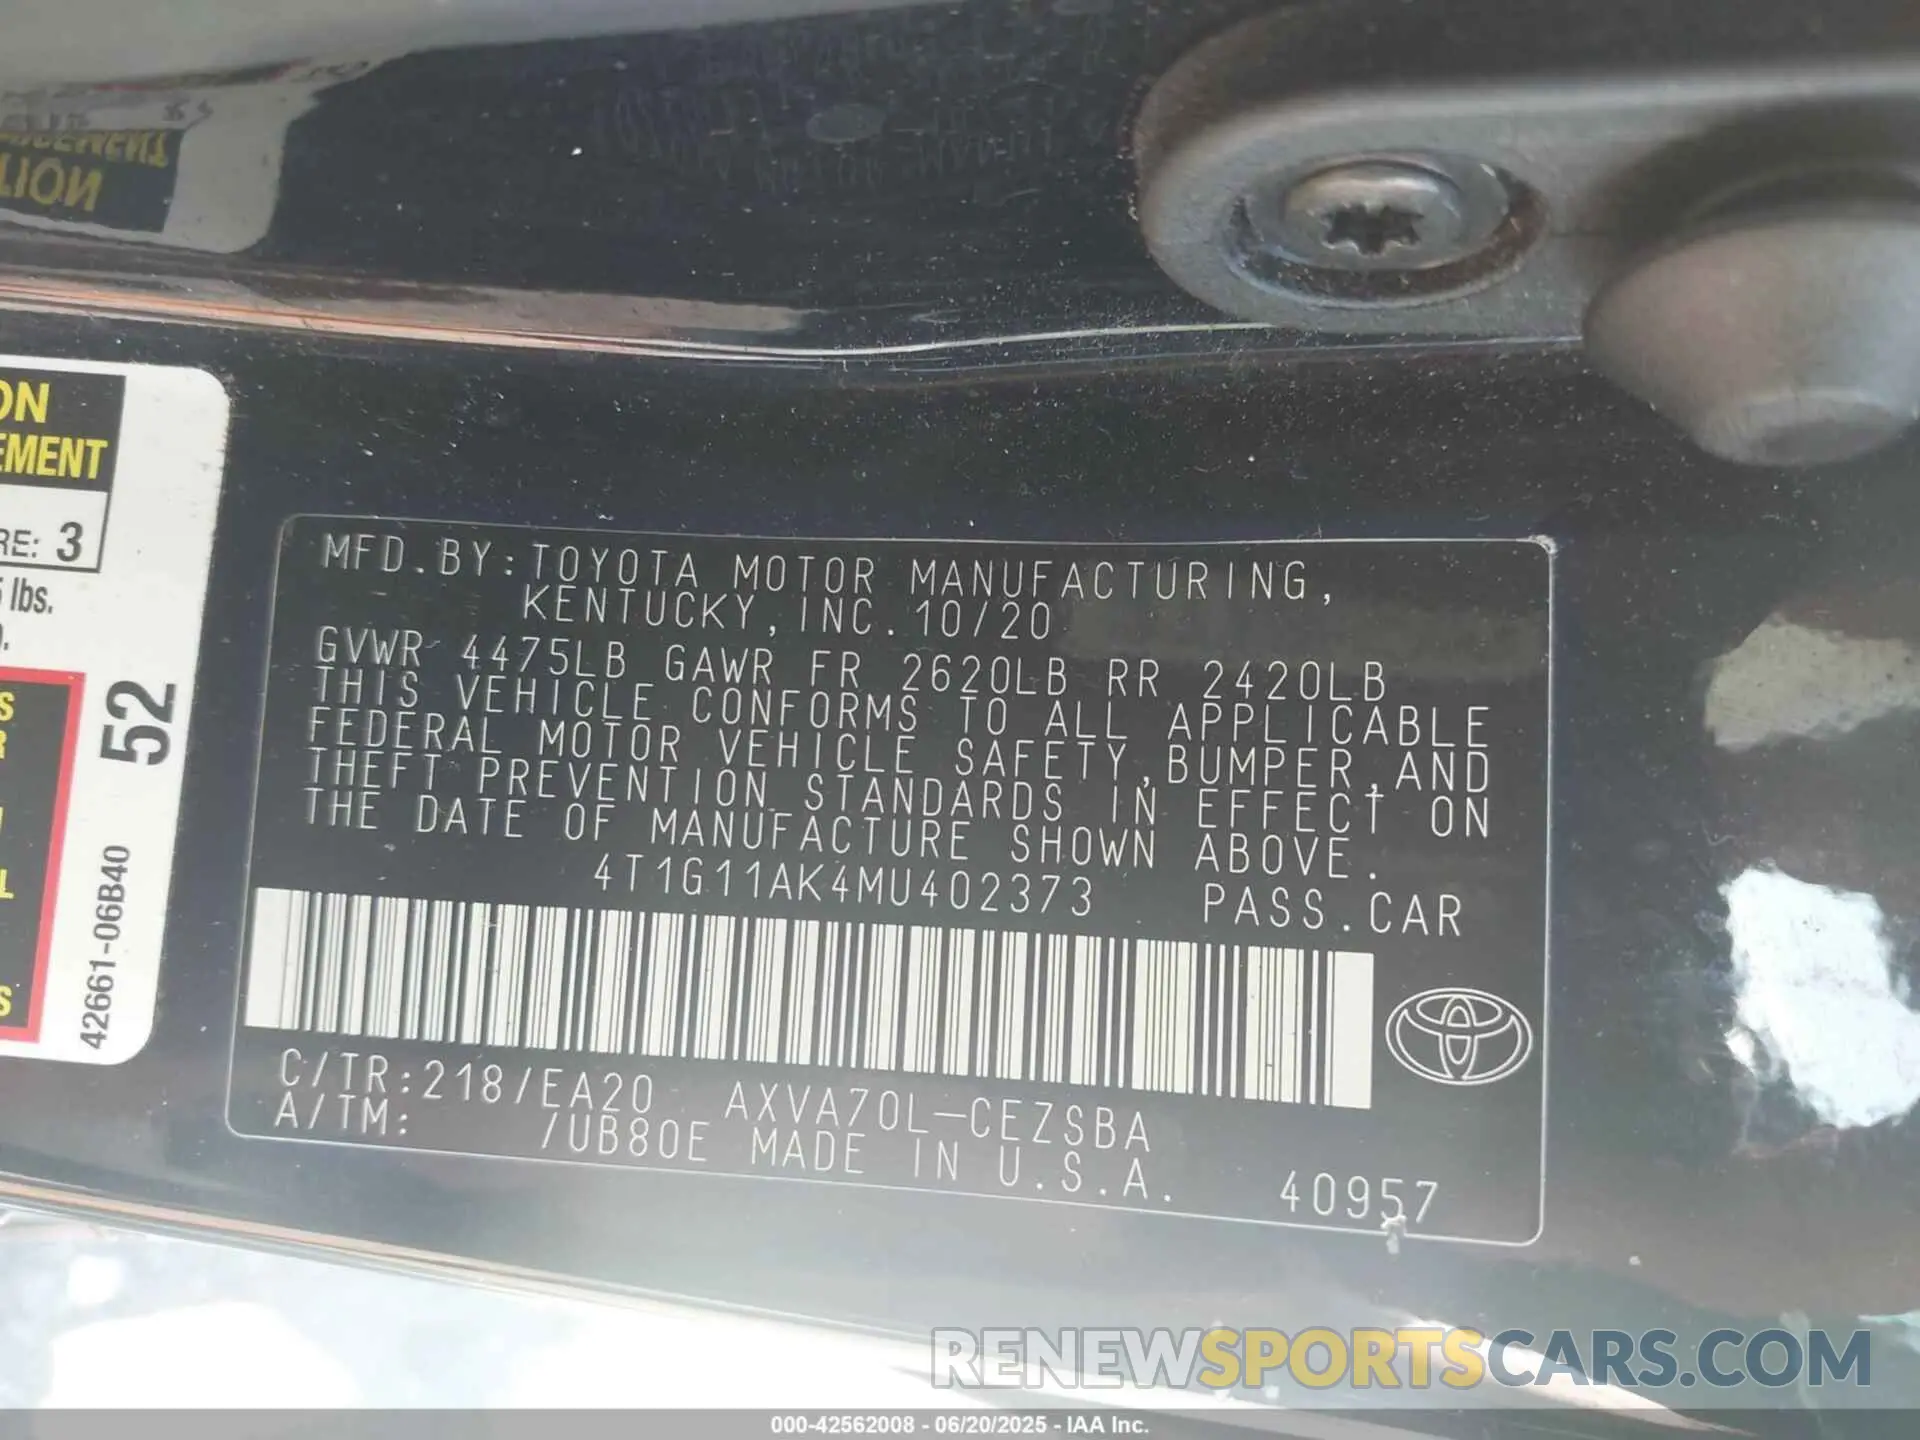 ON
EMENT
RE: 3
5 lbs.
S
R
L
S
52
42661-06B40
MFD.BY:TOYOTA MOTOR MANUFACTURING,
KENTUCKY,INC.10/20
GVWR 4475LB GAWR FR 2620LB RR 2420LB
THIS VEHICLE CONFORMS TO ALL APPLICABLE
FEDERAL MOTOR VEHICLE SAFETY,BUMPER,AND
THEFT PREVENTION STANDARDS IN EFFECT ON
THE DATE OF MANUFACTURE SHOWN ABOVE.
4T1G11AK4MU402373 PASS.CAR
C/TR:218/EA20 AXVA70L-CEZSBA
A/TM: /UB80E MADE IN U.S.A.
40957
RENEWSPORTSCARS.COM
000-42562008 - 06/20/2025 - IAA Inc.